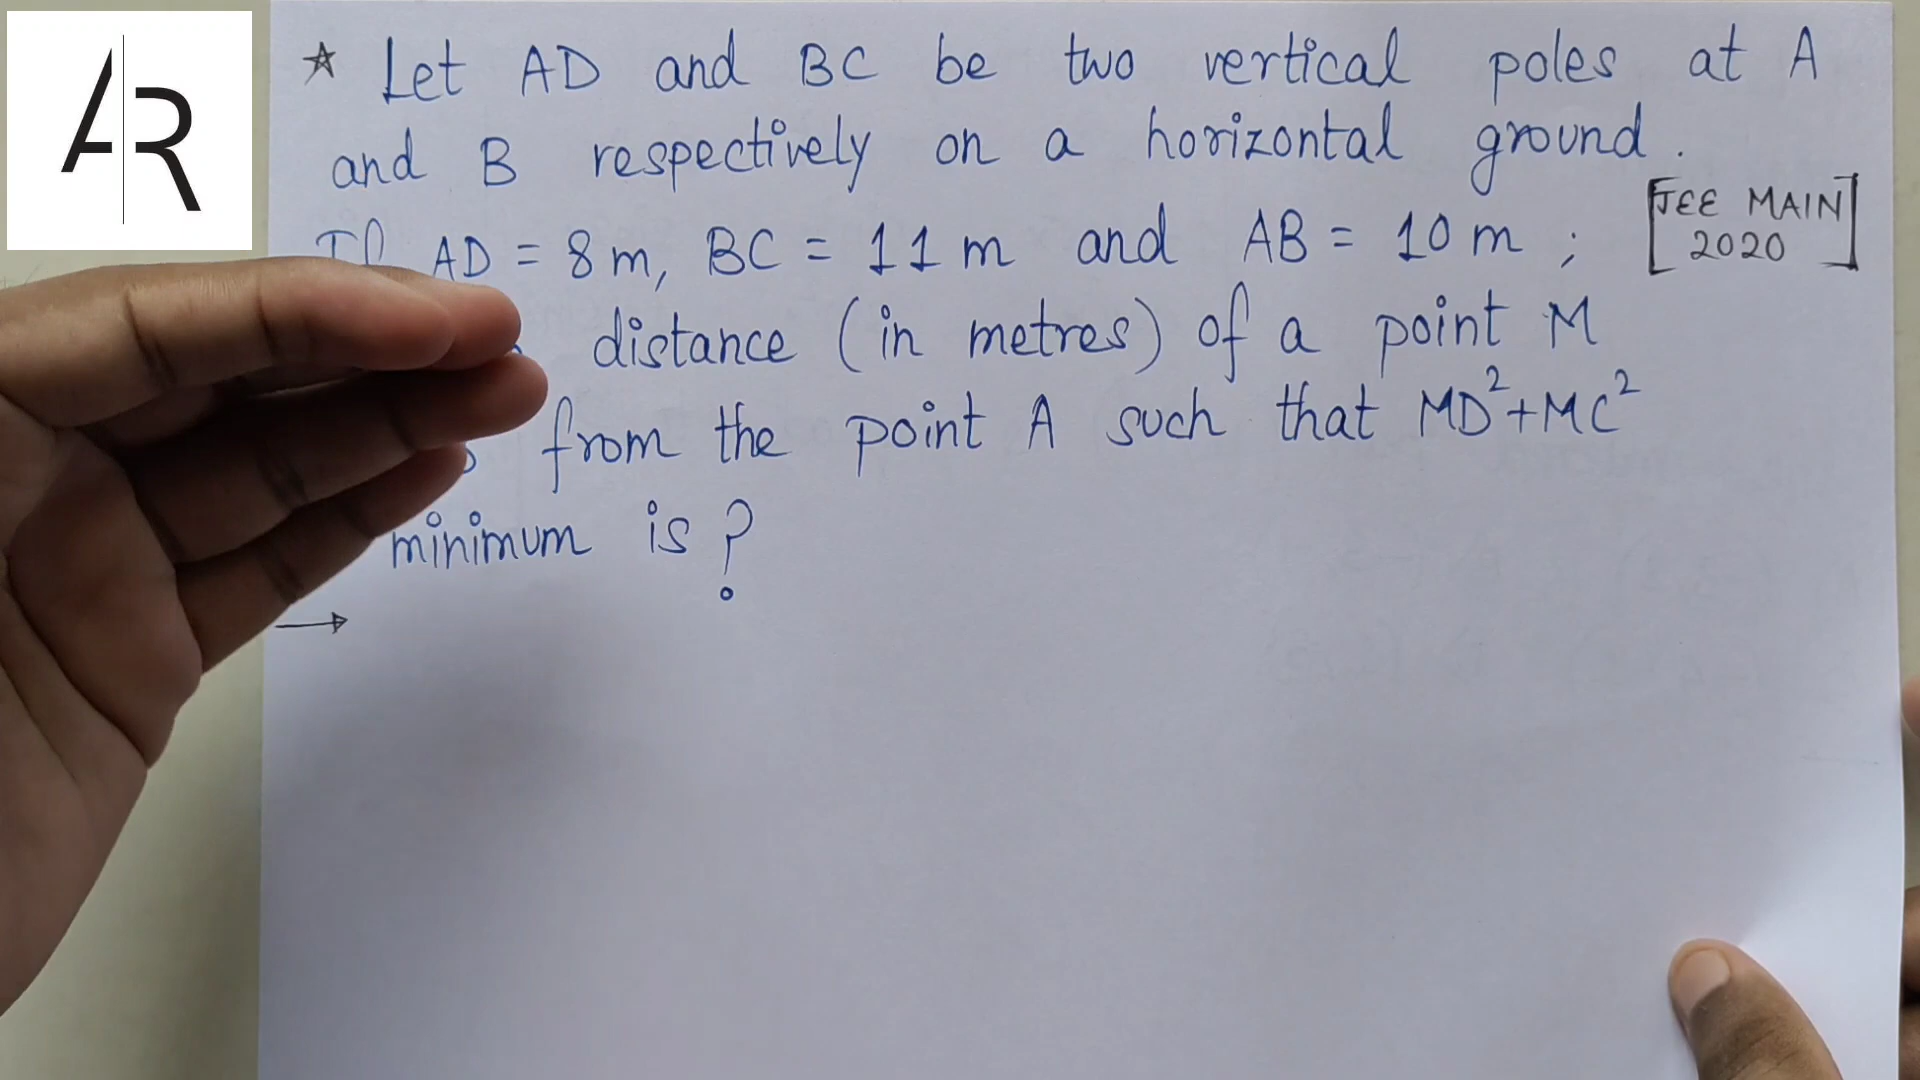 AR
☆ Let AD and BC be two vertical poles at A
and B respectively on a horizontal ground.
[JEE MAIN
2020]
If AD = 8 m, BC = 11 m and AB = 10 m ;
distance (in metres) of a point M
from the point A such that MD²+MC²
minimum is ?
→